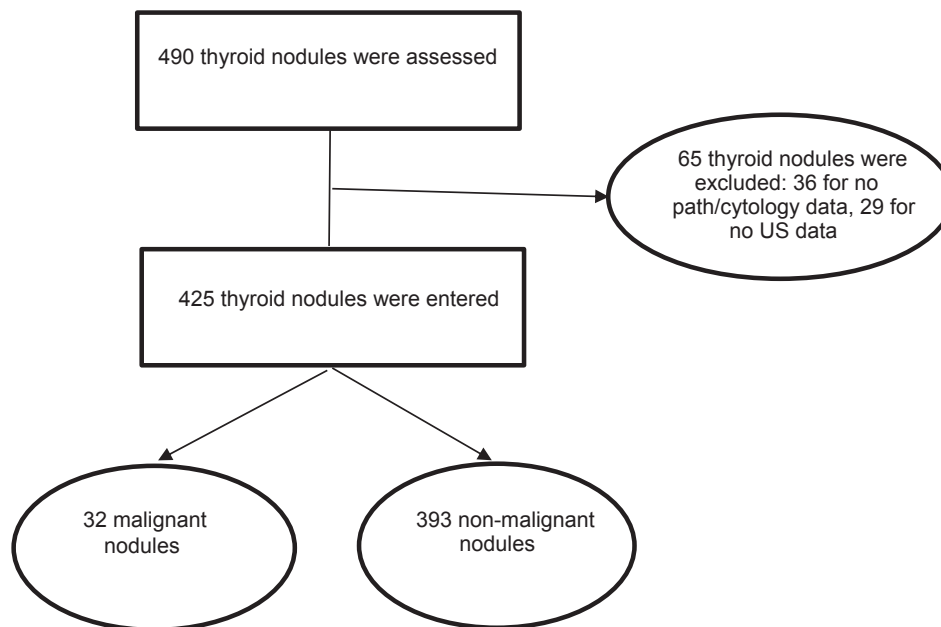 490 thyroid nodules were assessed
65 thyroid nodules were
excluded: 36 for no
path/cytology data, 29 for
no US data
425 thyroid nodules were entered
32 malignant
nodules
393 non-malignant
nodules